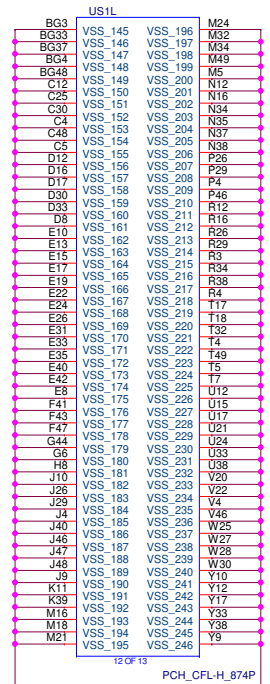 US1L
BG3 VSS_145 VSS_196 M24
BG33 VSS_146 VSS_197 M32
BG37 VSS_147 VSS_198 M34
BG4 VSS_148 VSS_199 M49
BG48 VSS_149 VSS_200 M5
C12 VSS_150 VSS_201 N12
C25 VSS_151 VSS_202 N16
C30 VSS_152 VSS_203 N34
C4 VSS_153 VSS_204 N35
C48 VSS_154 VSS_205 N37
C5 VSS_155 VSS_206 N38
D12 VSS_156 VSS_207 P26
D16 VSS_157 VSS_208 P29
D17 VSS_158 VSS_209 P4
D30 VSS_159 VSS_210 P46
D33 VSS_160 VSS_211 R12
D8 VSS_161 VSS_212 R16
E10 VSS_162 VSS_213 R26
E13 VSS_163 VSS_214 R29
E15 VSS_164 VSS_215 R3
E17 VSS_165 VSS_216 R34
E19 VSS_166 VSS_217 R38
E22 VSS_167 VSS_218 R4
E24 VSS_168 VSS_219 T17
E26 VSS_169 VSS_220 T18
E31 VSS_170 VSS_221 T32
E33 VSS_171 VSS_222 T4
E35 VSS_172 VSS_223 T49
E40 VSS_173 VSS_224 T5
E42 VSS_174 VSS_225 T7
E8 VSS_175 VSS_226 U12
F41 VSS_176 VSS_227 U15
F43 VSS_177 VSS_228 U17
F47 VSS_178 VSS_229 U21
G44 VSS_179 VSS_230 U24
G6 VSS_180 VSS_231 U33
H8 VSS_181 VSS_232 U38
J10 VSS_182 VSS_233 V20
J26 VSS_183 VSS_234 V22
J29 VSS_184 VSS_235 V4
J4 VSS_185 VSS_236 V46
J40 VSS_186 VSS_237 W25
J46 VSS_187 VSS_238 W27
J47 VSS_188 VSS_239 W28
J48 VSS_189 VSS_240 W30
J9 VSS_190 VSS_241 Y10
K11 VSS_191 VSS_242 Y12
K39 VSS_192 VSS_243 Y17
M16 VSS_193 VSS_244 Y33
M18 VSS_194 VSS_245 Y38
M21 VSS_195 VSS_246 Y9
12 OF 13
PCH_CFL-H_874P